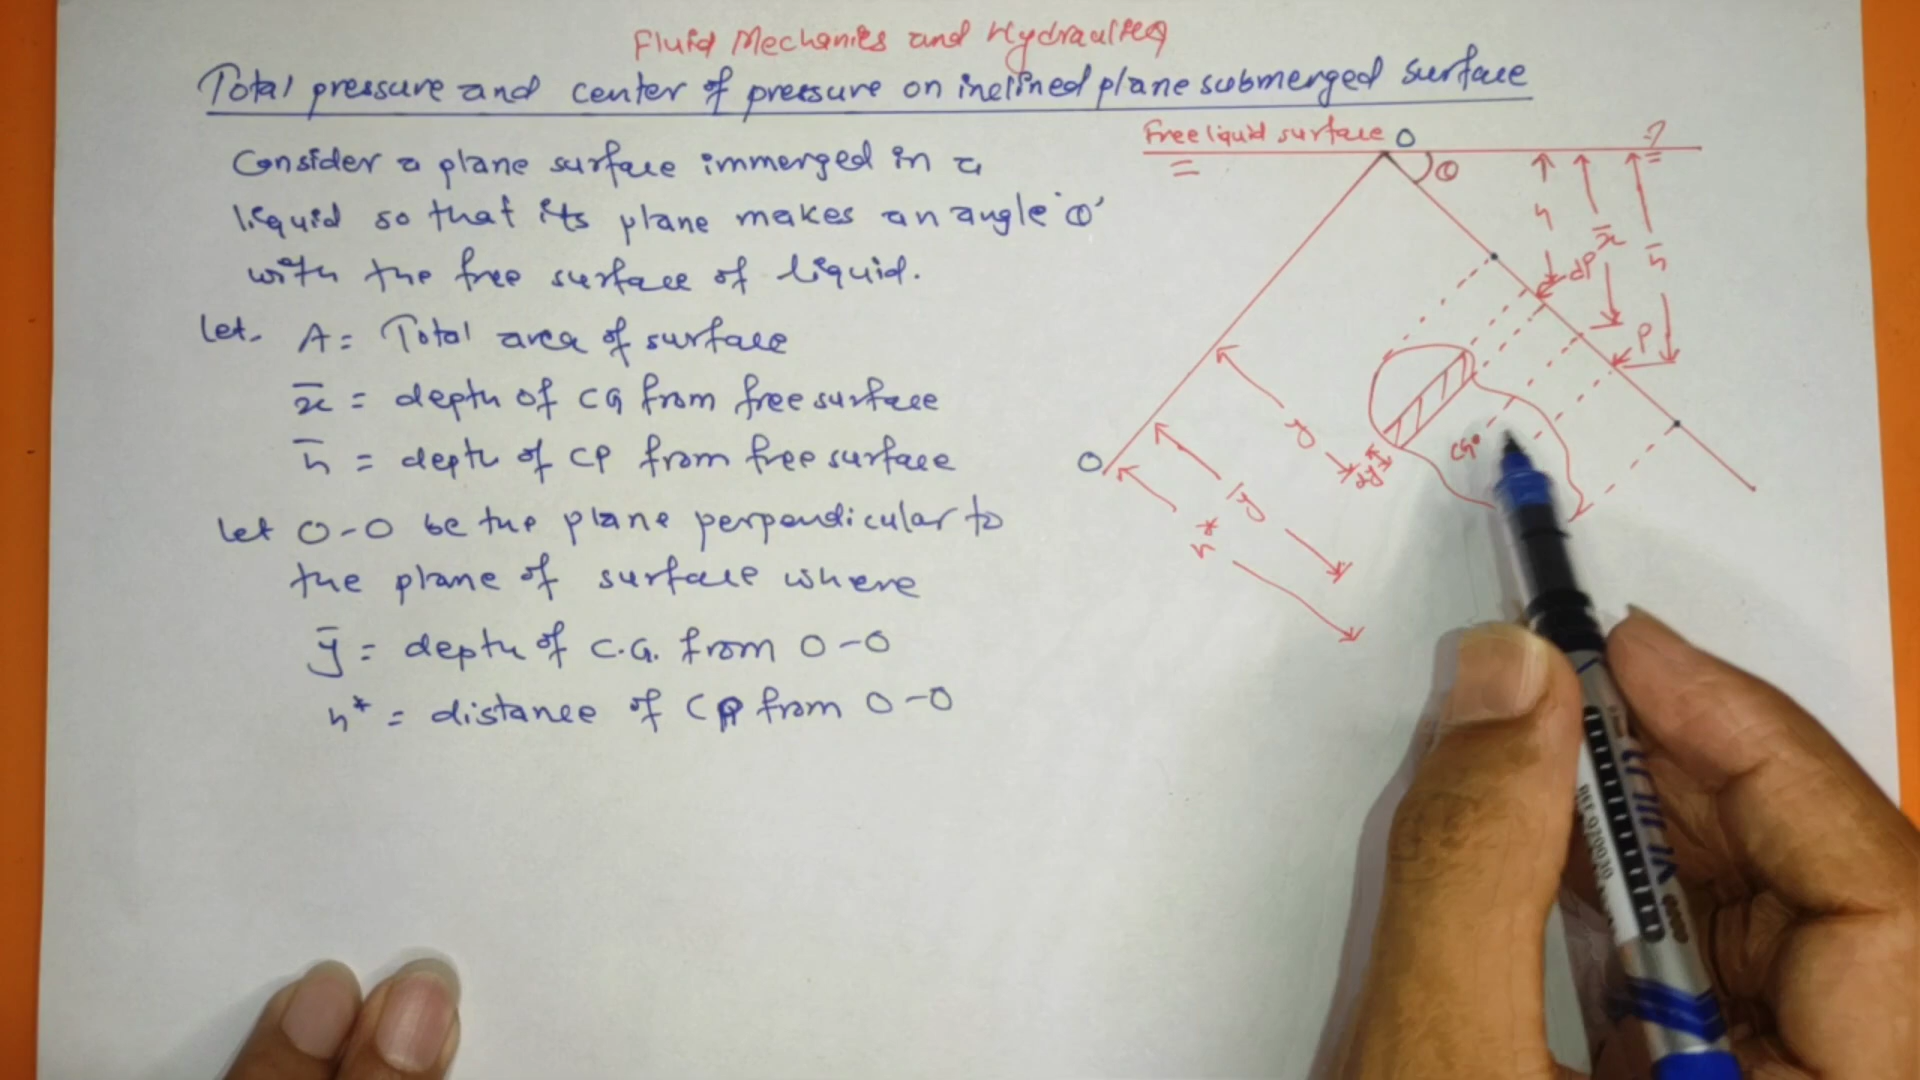 Fluid Mechanics and Hydraulics
Total pressure and center of pressure on inclined plane submerged surface
Consider a plane surface immerged in a
liquid so that its plane makes an angle 'θ'
with the free surface of liquid.
let. A = Total area of surface
x̄ = depth of CG from free surface
h̄ = depth of CP from free surface
let O-O be the plane perpendicular to
the plane of surface where
ȳ = depth of C.G. from O-O
h* = distance of CP from O-O
Free liquid surface O
θ
h
x̄
h̄
dP
P
y
dy
CG
O
ȳ
h*
REF 020030